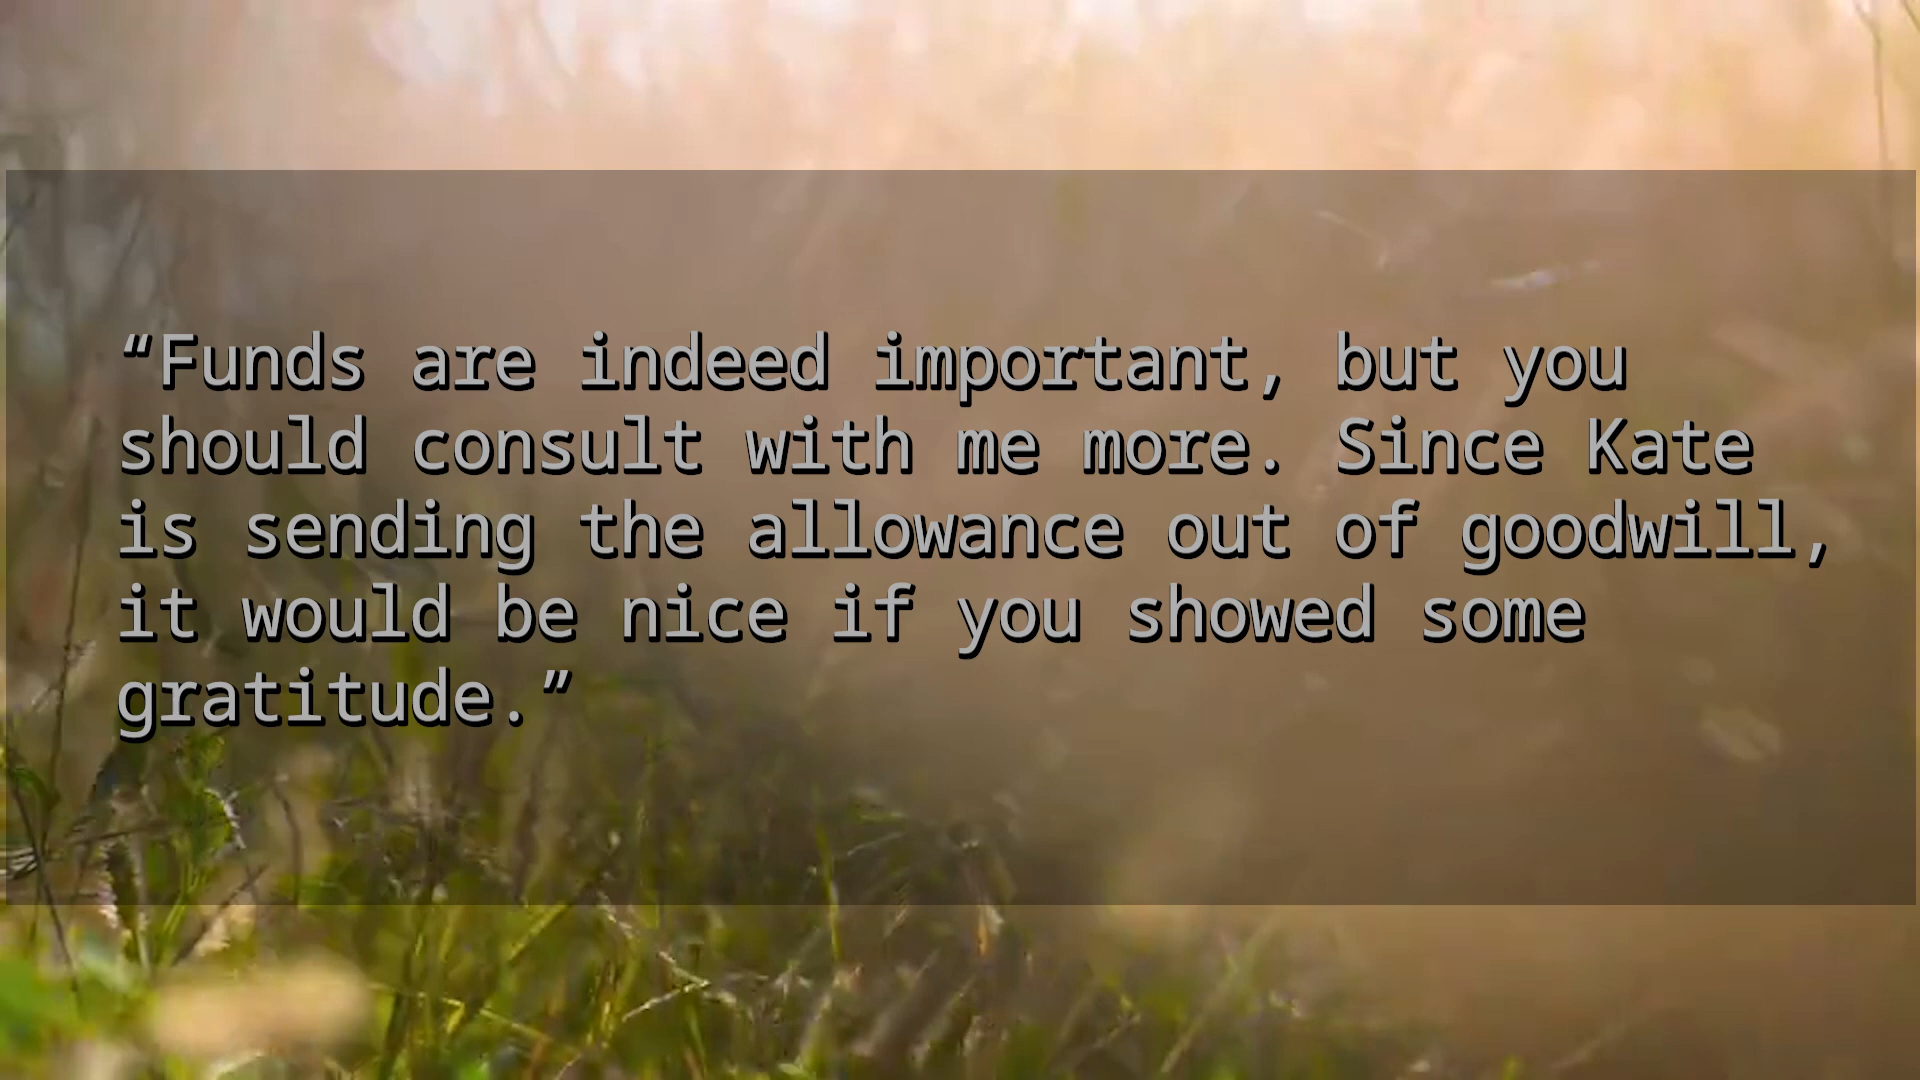 “Funds are indeed important, but you
should consult with me more. Since Kate
is sending the allowance out of goodwill,
it would be nice if you showed some
gratitude.”